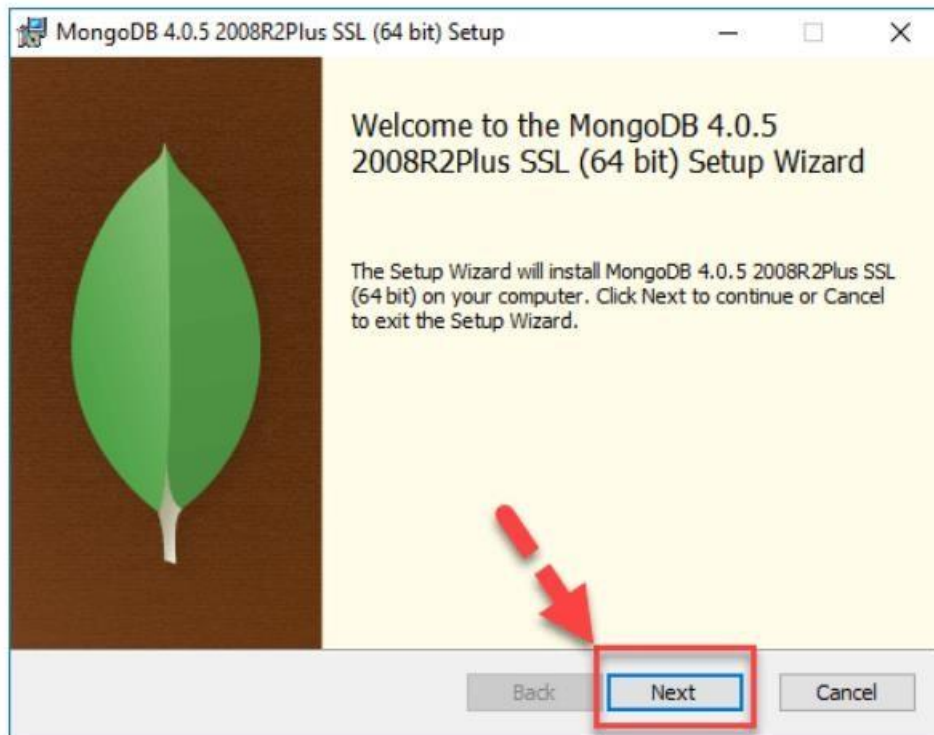 MongoDB 4.0.5 2008R2Plus SSL (64 bit) Setup
Welcome to the MongoDB 4.0.5
2008R2Plus SSL (64 bit) Setup Wizard
The Setup Wizard will install MongoDB 4.0.5 2008R2Plus SSL
(64 bit) on your computer. Click Next to continue or Cancel
to exit the Setup Wizard.
Back Next Cancel